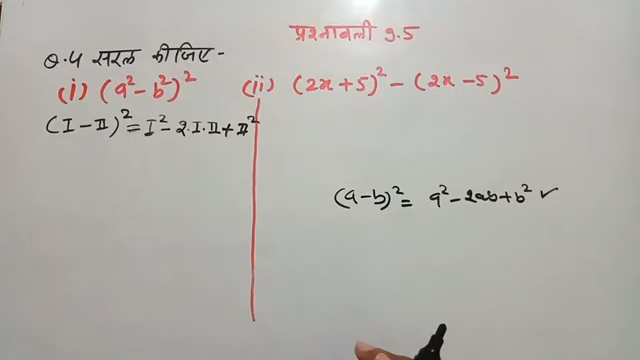 प्रश्नावली 9.5
Q.4 सरल कीजिए -
(i) (a² - b²)²
(ii) (2x + 5)² - (2x - 5)²
(I - II)² = I² - 2.I.II + II²
(a - b)² = a² - 2ab + b² ✓